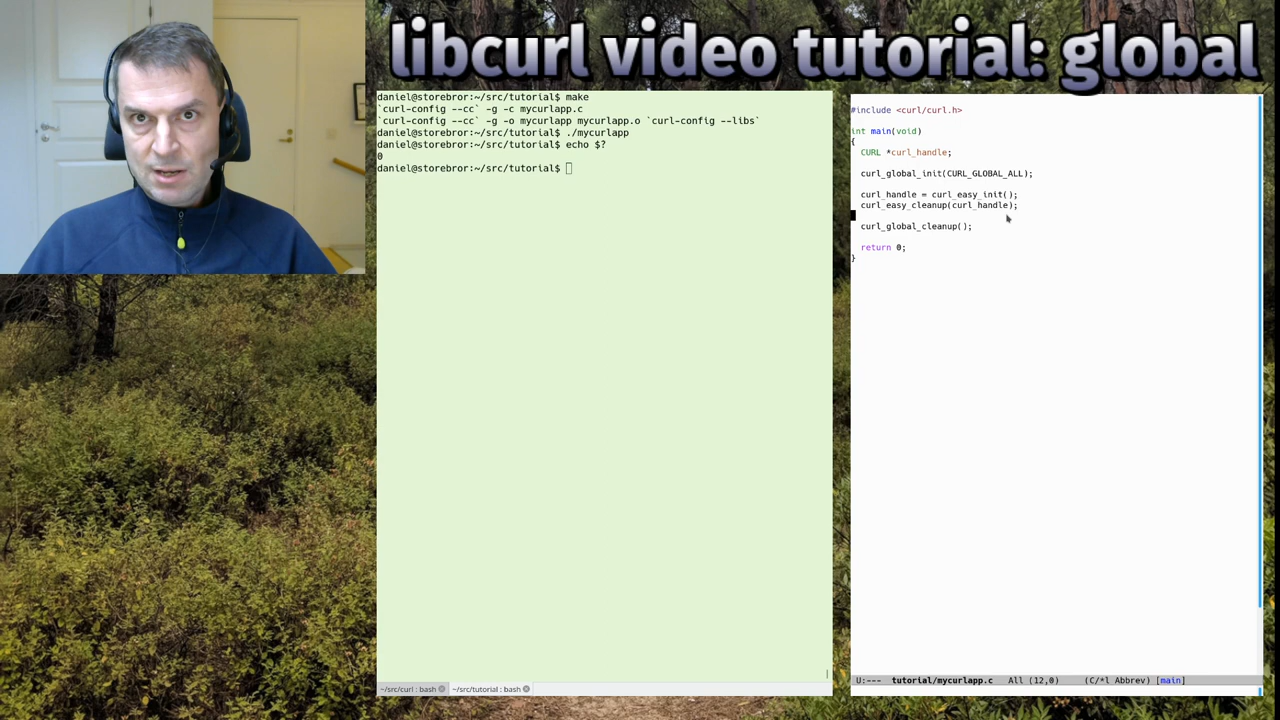 libcurl video tutorial: global
daniel@storebror:~/src/tutorial$ make
`curl-config --cc` -g -c mycurlapp.c
`curl-config --cc` -g -o mycurlapp mycurlapp.o `curl-config --libs`
daniel@storebror:~/src/tutorial$ ./mycurlapp
daniel@storebror:~/src/tutorial$ echo $?
0
daniel@storebror:~/src/tutorial$
~/src/curl : bash
~/src/tutorial : bash
#include <curl/curl.h>
int main(void)
{
CURL *curl_handle;
curl_global_init(CURL_GLOBAL_ALL);
curl_handle = curl_easy_init();
curl_easy_cleanup(curl_handle);
curl_global_cleanup();
return 0;
}
U:--- tutorial/mycurlapp.c All (12,0) (C/*l Abbrev) [main]